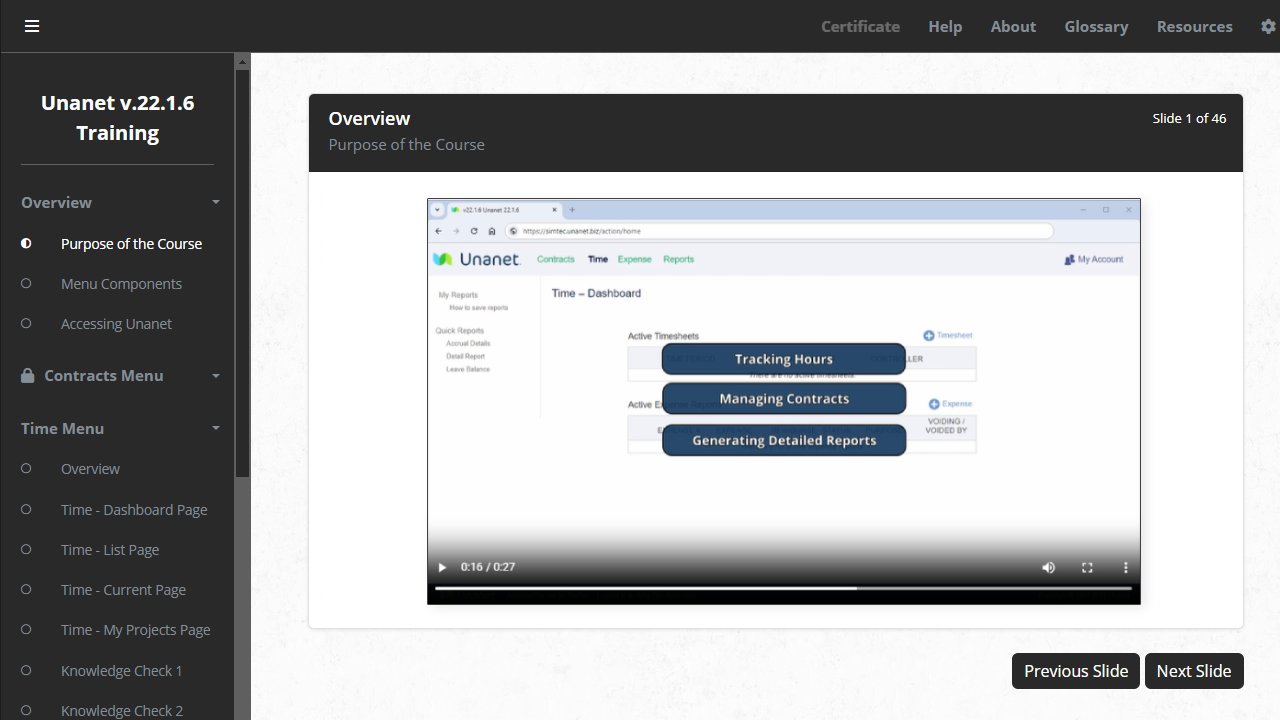 Certificate
Help
About
Glossary
Resources
Unanet v.22.1.6
Training
Overview
Purpose of the Course
Menu Components
Accessing Unanet
Contracts Menu
Time Menu
Overview
Time - Dashboard Page
Time - List Page
Time - Current Page
Time - My Projects Page
Knowledge Check 1
Knowledge Check 2
Overview
Slide 1 of 46
Purpose of the Course
v22.1.6 Unanet 22.1.6
https://simtec.unanet.biz/action/home
Unanet
Contracts
Time
Expense
Reports
My Account
My Reports
How to save reports
Quick Reports
Accrual Details
Detail Report
Leave Balance
Time – Dashboard
Active Timesheets
Timesheet
Tracking Hours
There are no active timesheets.
Managing Contracts
Active
Expense
VOIDING /
VOIDED BY
Generating Detailed Reports
0:16 / 0:27
Previous Slide
Next Slide